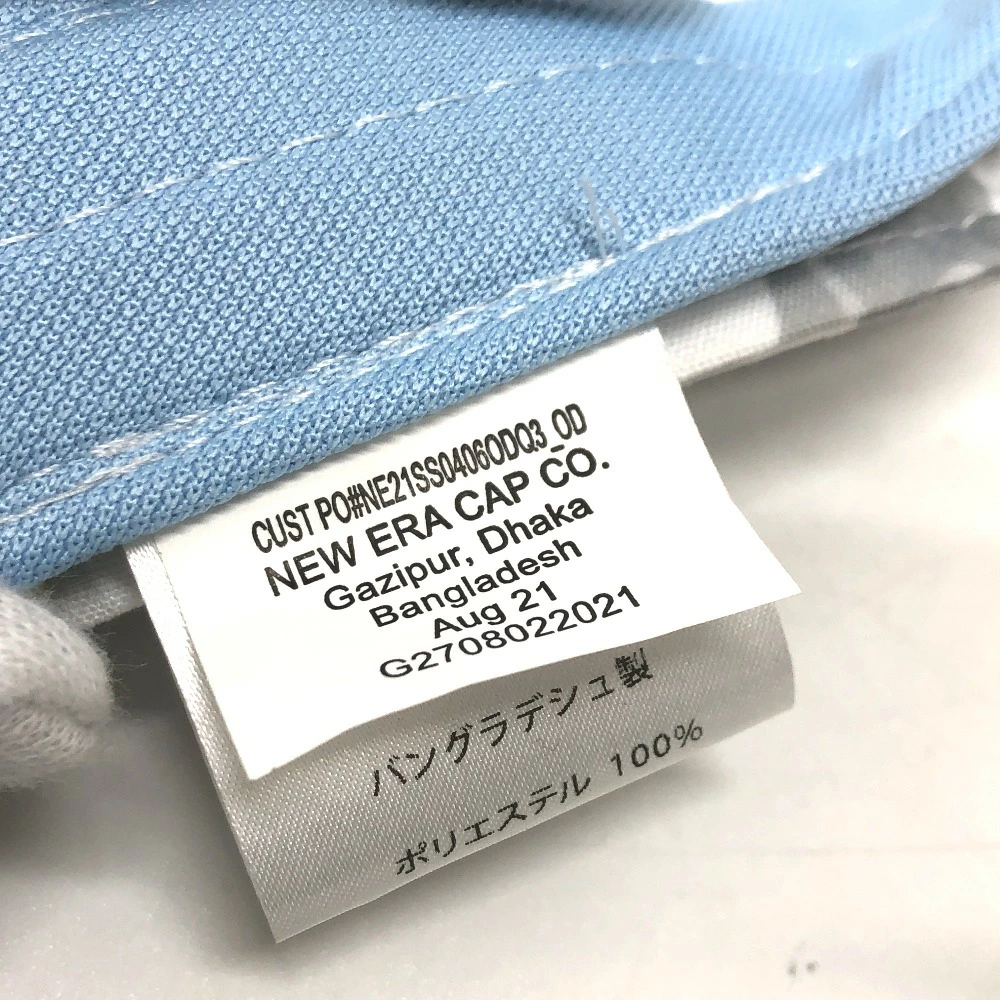 CUST PO#NE21SS0406ODQ3_OD
NEW ERA CAP CO.
Gazipur, Dhaka
Bangladesh
Aug 21
G2708022021
バングラデシュ製
ポリエステル 100%